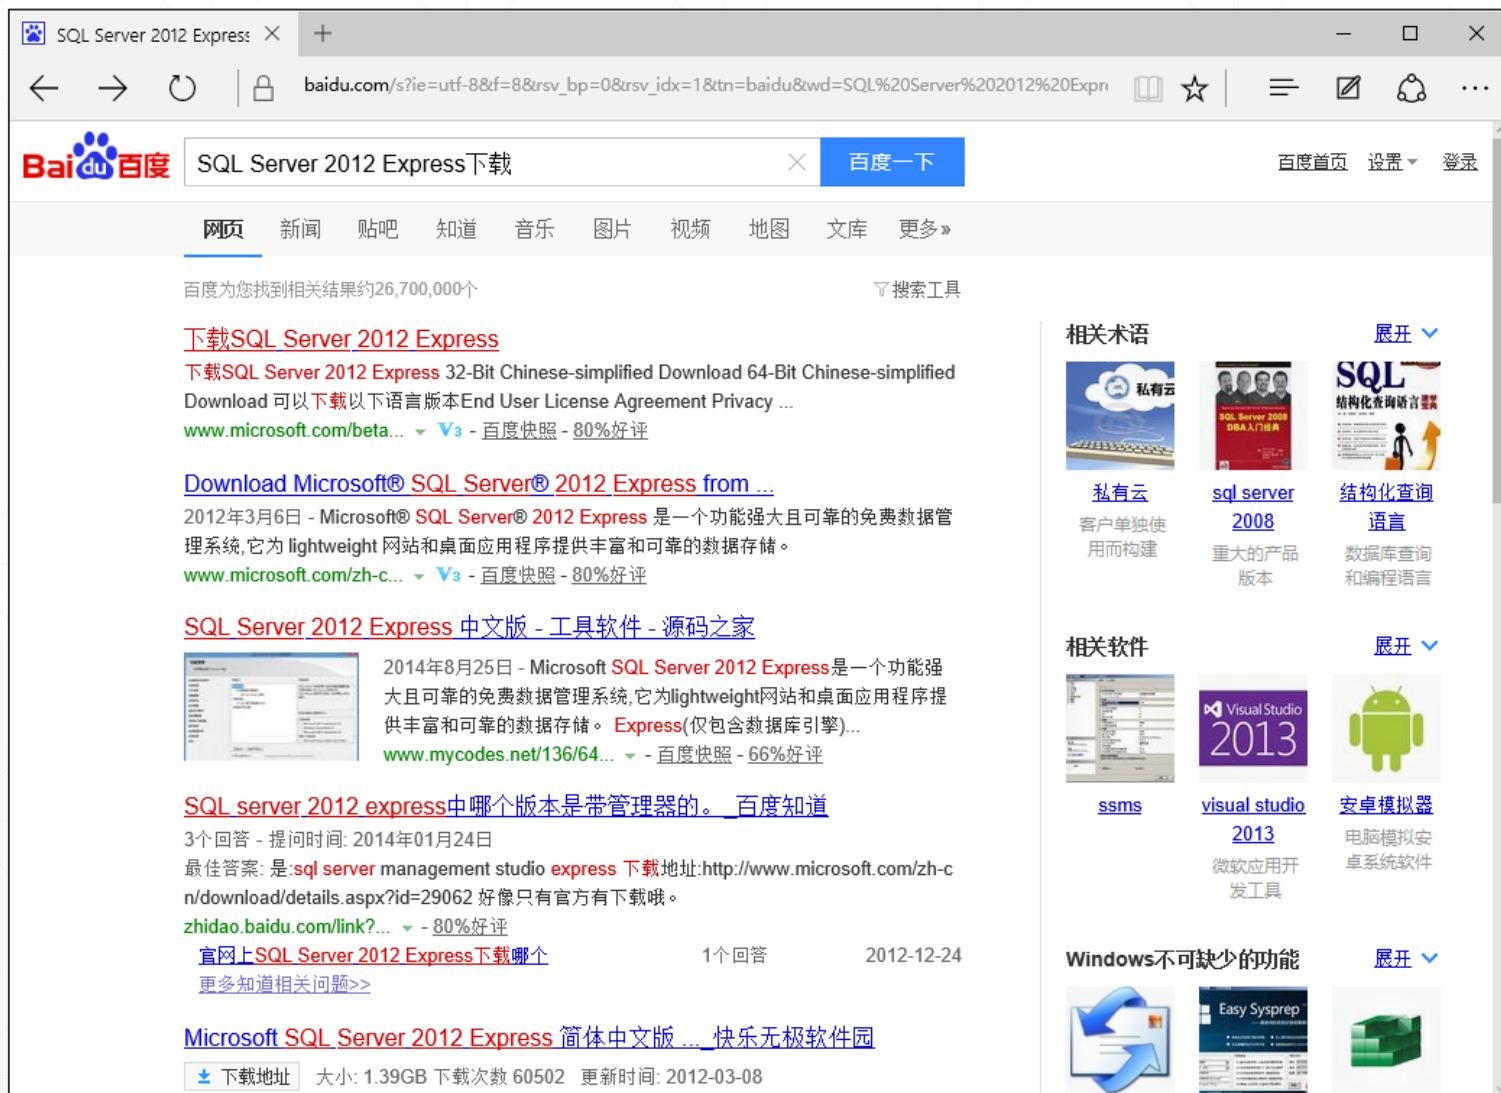 SQL Server 2012 Express
baidu.com/s?ie=utf-8&f=8&rsv_bp=0&rsv_idx=1&tn=baidu&wd=SQL%20Server%202012%20Expr
Bai du 百度
SQL Server 2012 Express下载
百度一下
百度首页 设置 登录
网页 新闻 贴吧 知道 音乐 图片 视频 地图 文库 更多»
百度为您找到相关结果约26,700,000个
搜索工具
下载SQL Server 2012 Express
下载SQL Server 2012 Express 32-Bit Chinese-simplified Download 64-Bit Chinese-simplified
Download 可以下载以下语言版本End User License Agreement Privacy ...
www.microsoft.com/beta... V3 - 百度快照 - 80%好评
Download Microsoft® SQL Server® 2012 Express from ...
2012年3月6日 - Microsoft® SQL Server® 2012 Express 是一个功能强大且可靠的免费数据管
理系统,它为 lightweight 网站和桌面应用程序提供丰富和可靠的数据存储。
www.microsoft.com/zh-c... V3 - 百度快照 - 80%好评
SQL Server 2012 Express 中文版 - 工具软件 - 源码之家
2014年8月25日 - Microsoft SQL Server 2012 Express是一个功能强
大且可靠的免费数据管理系统,它为lightweight网站和桌面应用程序提
供丰富和可靠的数据存储。 Express(仅包含数据库引擎)...
www.mycodes.net/136/64... - 百度快照 - 66%好评
SQL server 2012 express中哪个版本是带管理器的。_百度知道
3个回答 - 提问时间: 2014年01月24日
最佳答案: 是:sql server management studio express 下载地址:http://www.microsoft.com/zh-c
n/download/details.aspx?id=29062 好像只有官方有下载哦。
zhidao.baidu.com/link?... - 80%好评
官网上SQL Server 2012 Express下载哪个 1个回答 2012-12-24
更多知道相关问题>>
Microsoft SQL Server 2012 Express 简体中文版 ..._快乐无极软件园
下载地址 大小: 1.39GB 下载次数 60502 更新时间: 2012-03-08
相关术语 展开
私有云
SQL Server 2008
DBA入门经典
SQL
结构化查询语言
私有云
客户单独使
用而构建
sql server
2008
重大的产品
版本
结构化查询
语言
数据库查询
和编程语言
相关软件 展开
Visual Studio
2013
ssms
visual studio
2013
微软应用开
发工具
安卓模拟器
电脑模拟安
卓系统软件
Windows不可缺少的功能 展开
Easy Sysprep